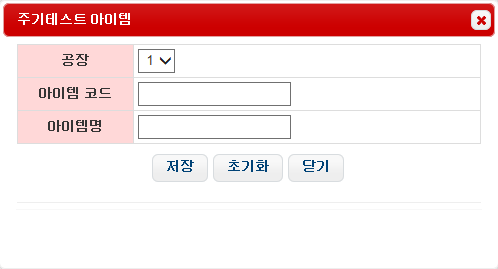 주기테스트 아이템
공장 1
아이템 코드
아이템명
저장 초기화 닫기